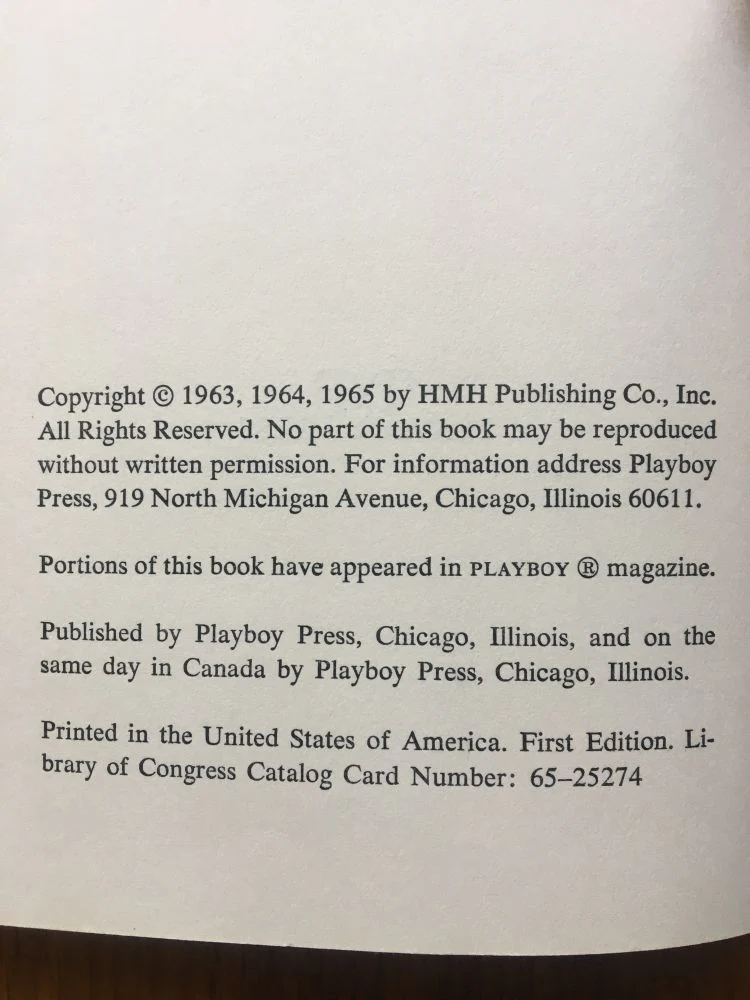 Copyright © 1963, 1964, 1965 by HMH Publishing Co., Inc.
All Rights Reserved. No part of this book may be reproduced
without written permission. For information address Playboy
Press, 919 North Michigan Avenue, Chicago, Illinois 60611.
Portions of this book have appeared in PLAYBOY ® magazine.
Published by Playboy Press, Chicago, Illinois, and on the
same day in Canada by Playboy Press, Chicago, Illinois.
Printed in the United States of America. First Edition. Li-
brary of Congress Catalog Card Number: 65–25274